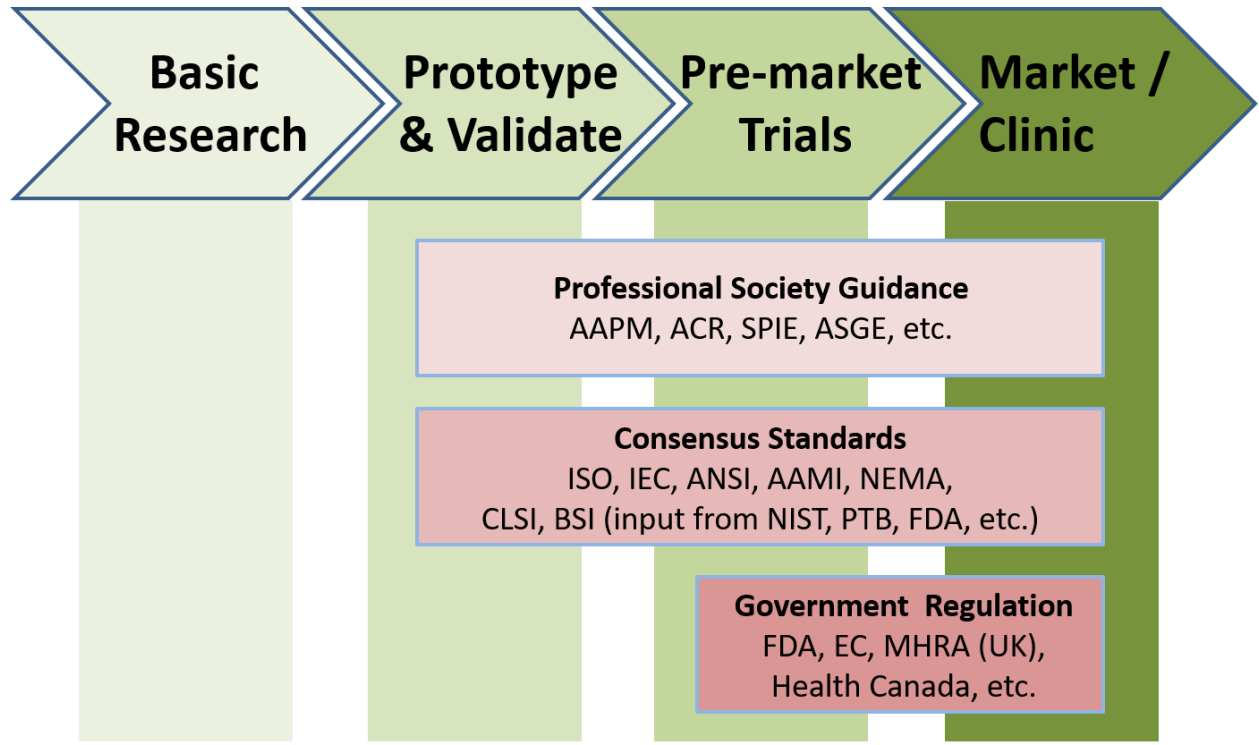 Basic
Research
Prototype
& Validate
Pre-market
Trials
Market /
Clinic
Professional Society Guidance
AAPM, ACR, SPIE, ASGE, etc.
Consensus Standards
ISO, IEC, ANSI, AAMI, NEMA,
CLSI, BSI (input from NIST, PTB, FDA, etc.)
Government Regulation
FDA, EC, MHRA (UK),
Health Canada, etc.